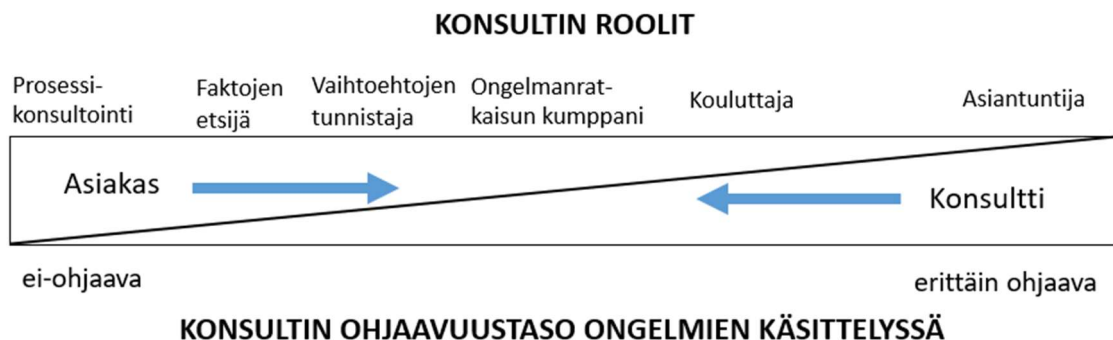 KONSULTIN ROOLIT
Prosessi-
konsultointi
Faktojen
etsijä
Vaihtoehtojen
tunnistaja
Ongelmanrat-
kaisun kumppani
Kouluttaja
Asiantuntija
Asiakas
Konsultti
ei-ohjaava
erittäin ohjaava
KONSULTIN OHJAAVUUSTASO ONGELMIEN KÄSITTELYSSÄ